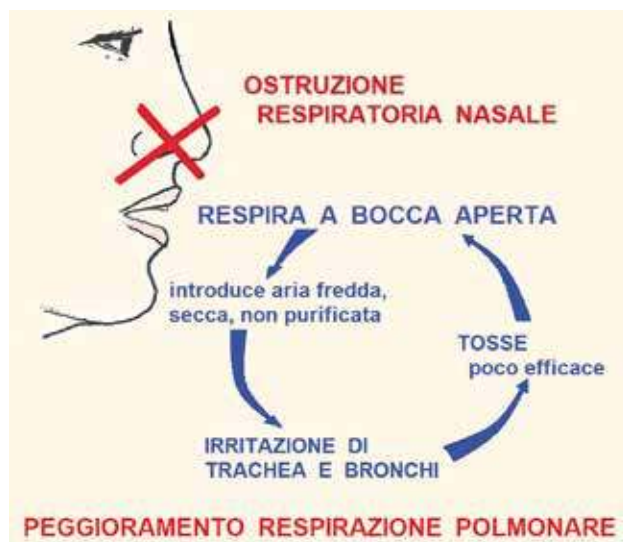 OSTRUZIONE
RESPIRATORIA NASALE
RESPIRA A BOCCA APERTA
introduce aria fredda,
secca, non purificata
TOSSE
poco efficace
IRRITAZIONE DI
TRACHEA E BRONCHI
PEGGIORAMENTO RESPIRAZIONE POLMONARE